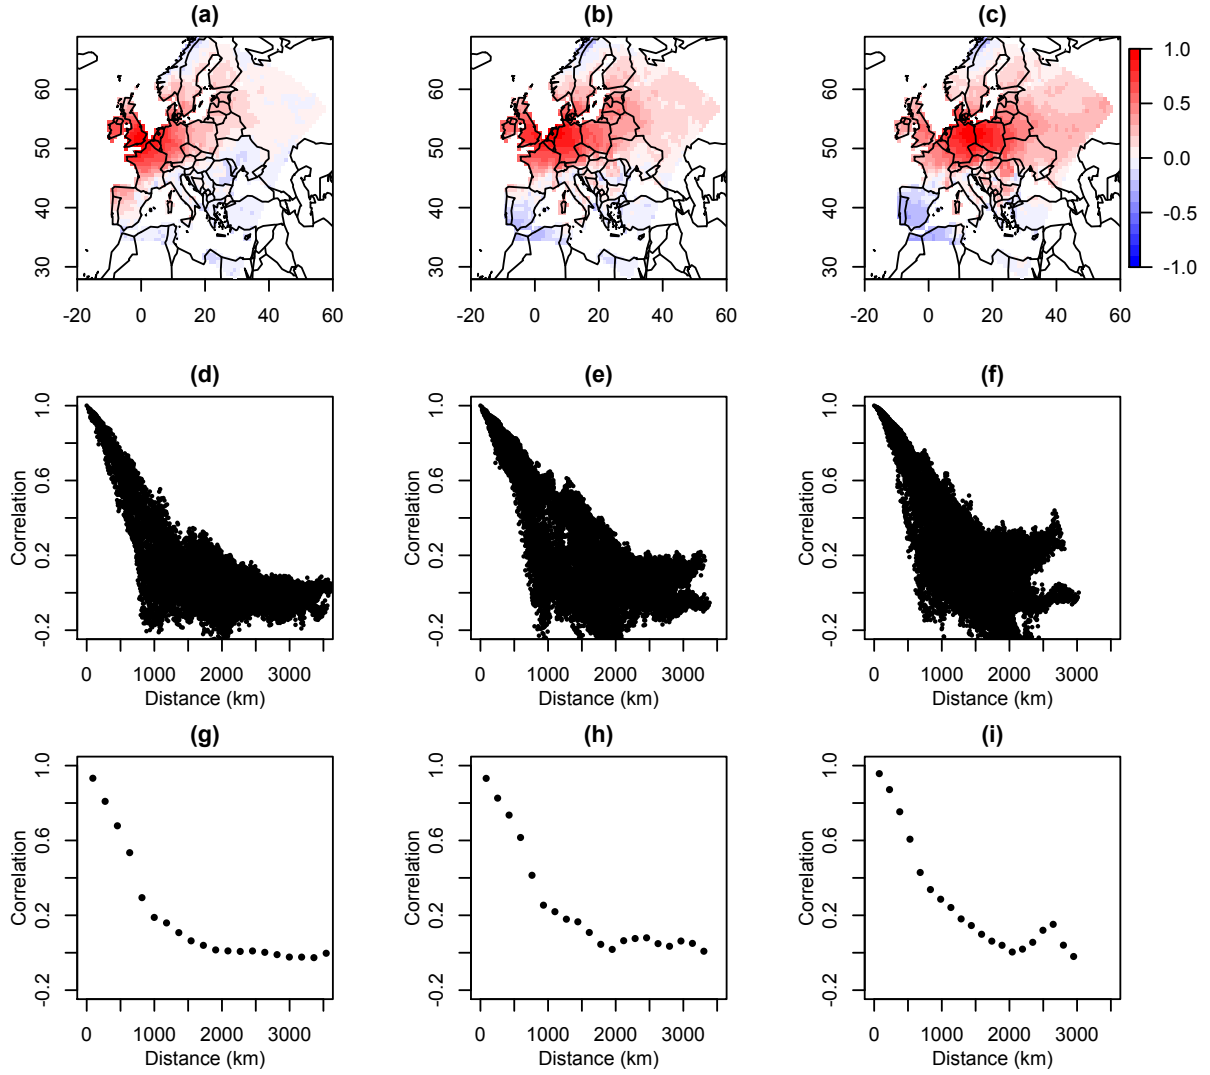 (a) (b) (c)
60 60 60 1.0
50 50 50 0.5
40 40 40 0.0
30 30 30 -0.5
-1.0
-20 0 20 40 60 -20 0 20 40 60 -20 0 20 40 60
(d) (e) (f)
Correlation Correlation Correlation
1.0 1.0 1.0
0.6 0.6 0.6
0.2 0.2 0.2
-0.2 -0.2 -0.2
0 1000 2000 3000 0 1000 2000 3000 0 1000 2000 3000
Distance (km) Distance (km) Distance (km)
(g) (h) (i)
Correlation Correlation Correlation
1.0 1.0 1.0
0.6 0.6 0.6
0.2 0.2 0.2
-0.2 -0.2 -0.2
0 1000 2000 3000 0 1000 2000 3000 0 1000 2000 3000
Distance (km) Distance (km) Distance (km)